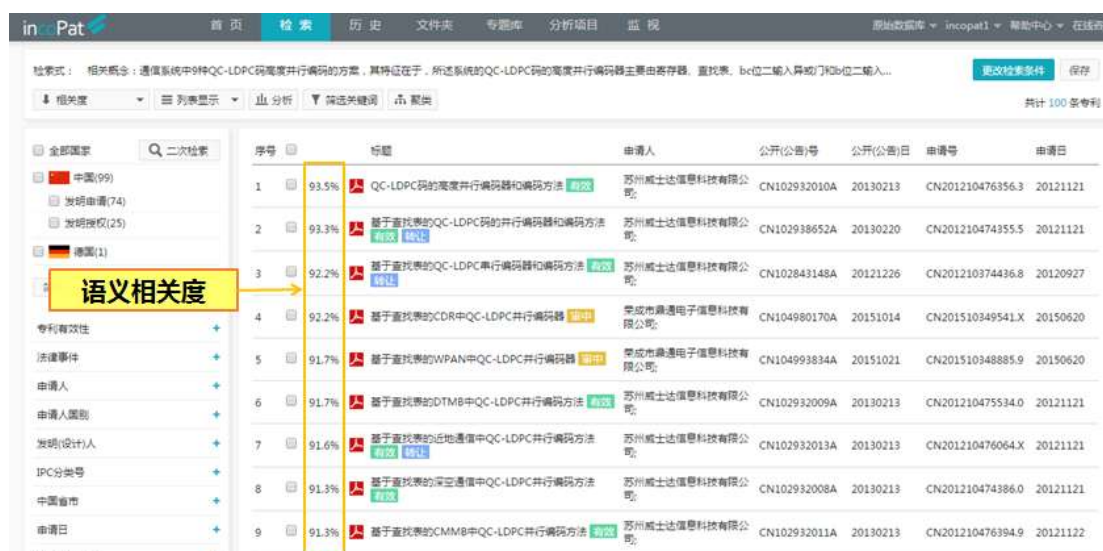 incoPat
首 页 检 索 历 史 文件夹 专题库 分析项目 监 视 原始数据库 incopat1 帮助中心 在线咨
检索式： 相关概念：通信系统中9种QC-LDPC码高度并行编码的方案，其特征在于，所述系统的QC-LDPC码的高度并行编码器主要由寄存器、查找表、bc位二输入异或门和b位二输入... 更改检索条件 保存
相关度 列表显示 分析 筛选关键词 聚类 共计 100 条专利
全部国家 二次检索 序号 标题 申请人 公开(公告)号 公开(公告)日 申请号 申请日
中国(99)
发明申请(74)
发明授权(25)
德国(1)
语义相关度
专利有效性 +
法律事件 +
申请人 +
申请人国别 +
发明(设计)人 +
IPC分类号 +
中国省市 +
申请日 +
1 93.5% QC-LDPC码的高度并行编码器和编码方法 有效 苏州威士达信息科技有限公司; CN102932010A 20130213 CN201210476356.3 20121121
2 93.3% 基于查找表的QC-LDPC码的并行编码器和编码方法 有效 转让 苏州威士达信息科技有限公司; CN102938652A 20130220 CN201210474355.5 20121121
3 92.2% 基于查找表的QC-LDPC串行编码器和编码方法 有效 转让 苏州威士达信息科技有限公司; CN102843148A 20121226 CN201210374436.8 20120927
4 92.2% 基于查找表的CDR中QC-LDPC并行编码器 审中 荣成市鼎通电子信息科技有限公司; CN104980170A 20151014 CN201510349541.X 20150620
5 91.7% 基于查找表的WPAN中QC-LDPC并行编码器 审中 荣成市鼎通电子信息科技有限公司; CN104993834A 20151021 CN201510348885.9 20150620
6 91.7% 基于查找表的DTMB中QC-LDPC并行编码方法 有效 苏州威士达信息科技有限公司; CN102932009A 20130213 CN201210475534.0 20121121
7 91.6% 基于查找表的近地通信中QC-LDPC并行编码方法 有效 转让 苏州威士达信息科技有限公司; CN102932013A 20130213 CN201210476064.X 20121121
8 91.3% 基于查找表的深空通信中QC-LDPC并行编码方法 有效 苏州威士达信息科技有限公司; CN102932008A 20130213 CN201210474386.0 20121121
9 91.3% 基于查找表的CMMB中QC-LDPC并行编码方法 有效 苏州威士达信息科技有限公司; CN102932011A 20130213 CN201210476394.9 20121122